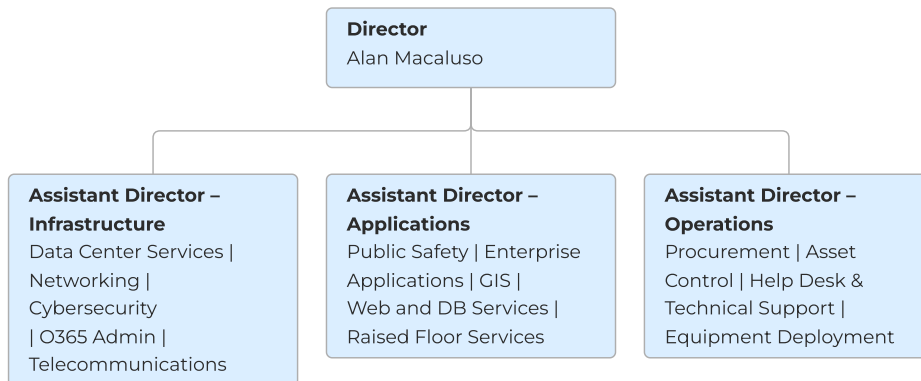 Director
Alan Macaluso
Assistant Director –
Infrastructure
Data Center Services |
Networking |
Cybersecurity
| O365 Admin |
Telecommunications
Assistant Director –
Applications
Public Safety | Enterprise
Applications | GIS |
Web and DB Services |
Raised Floor Services
Assistant Director –
Operations
Procurement | Asset
Control | Help Desk &
Technical Support |
Equipment Deployment